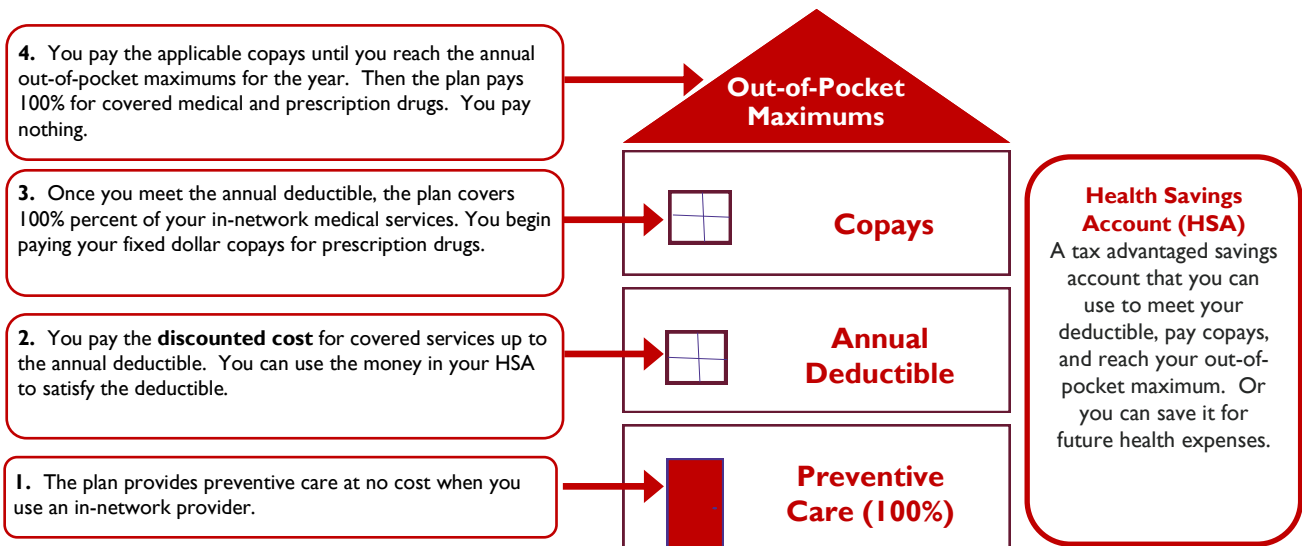 4. You pay the applicable copays until you reach the annual
out-of-pocket maximums for the year. Then the plan pays
100% for covered medical and prescription drugs. You pay
nothing.
Out-of-Pocket
Maximums
3. Once you meet the annual deductible, the plan covers
100% percent of your in-network medical services. You begin
paying your fixed dollar copays for prescription drugs.
Copays
2. You pay the discounted cost for covered services up to
the annual deductible. You can use the money in your HSA
to satisfy the deductible.
Annual
Deductible
1. The plan provides preventive care at no cost when you
use an in-network provider.
Preventive
Care (100%)
Health Savings
Account (HSA)
A tax advantaged savings
account that you can
use to meet your
deductible, pay copays,
and reach your out-of-
pocket maximum. Or
you can save it for
future health expenses.